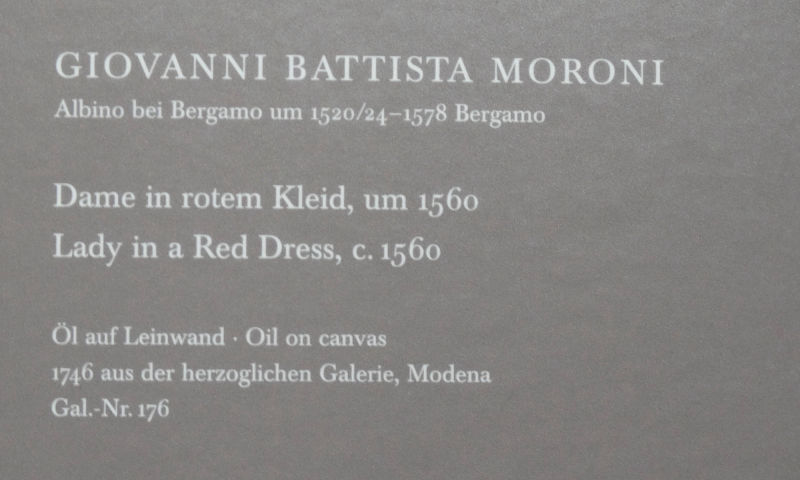 GIOVANNI BATTISTA MORONI
Albino bei Bergamo um 1520/24–1578 Bergamo
Dame in rotem Kleid, um 1560
Lady in a Red Dress, c. 1560
Öl auf Leinwand · Oil on canvas
1746 aus der herzoglichen Galerie, Modena
Gal.-Nr. 176